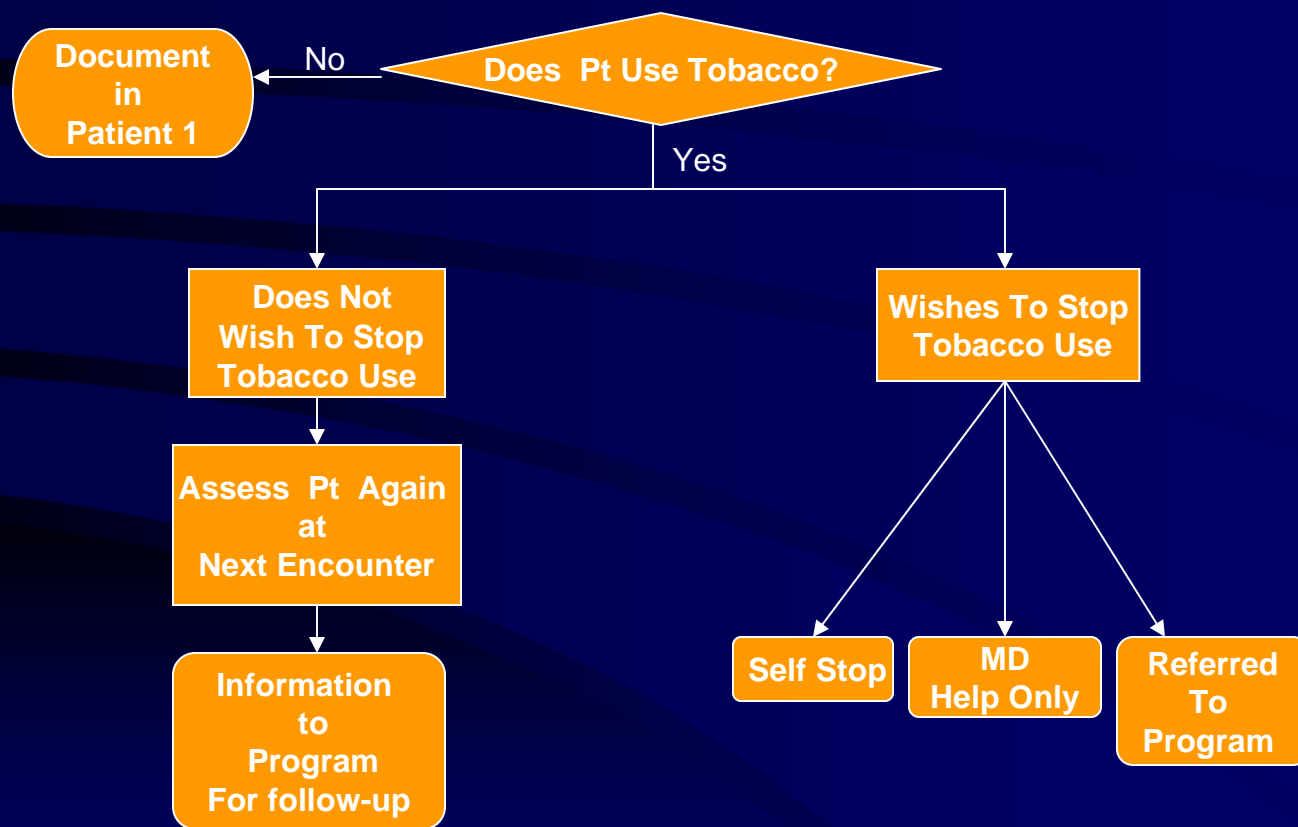 Does Pt Use Tobacco?
No
Document
in
Patient 1
Yes
Does Not
Wish To Stop
Tobacco Use
Wishes To Stop
Tobacco Use
Assess Pt Again
at
Next Encounter
Information
to
Program
For follow-up
Self Stop
MD
Help Only
Referred
To
Program